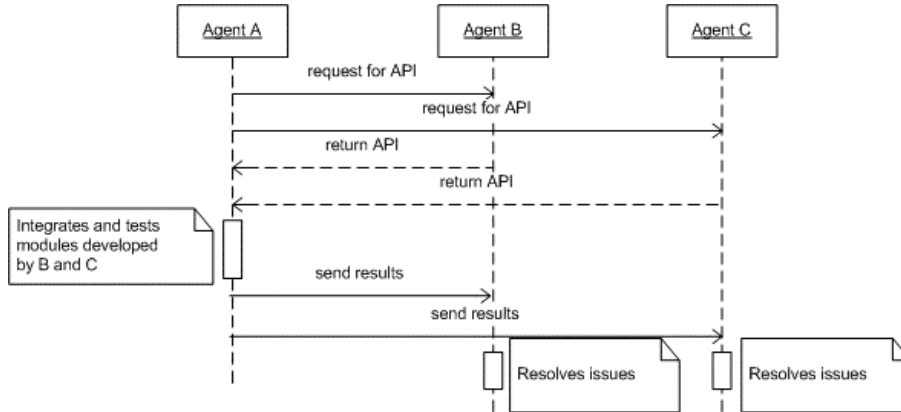 Agent A
Agent B
Agent C
request for API
request for API
return API
return API
Integrates and tests
modules developed
by B and C
send results
send results
Resolves issues
Resolves issues